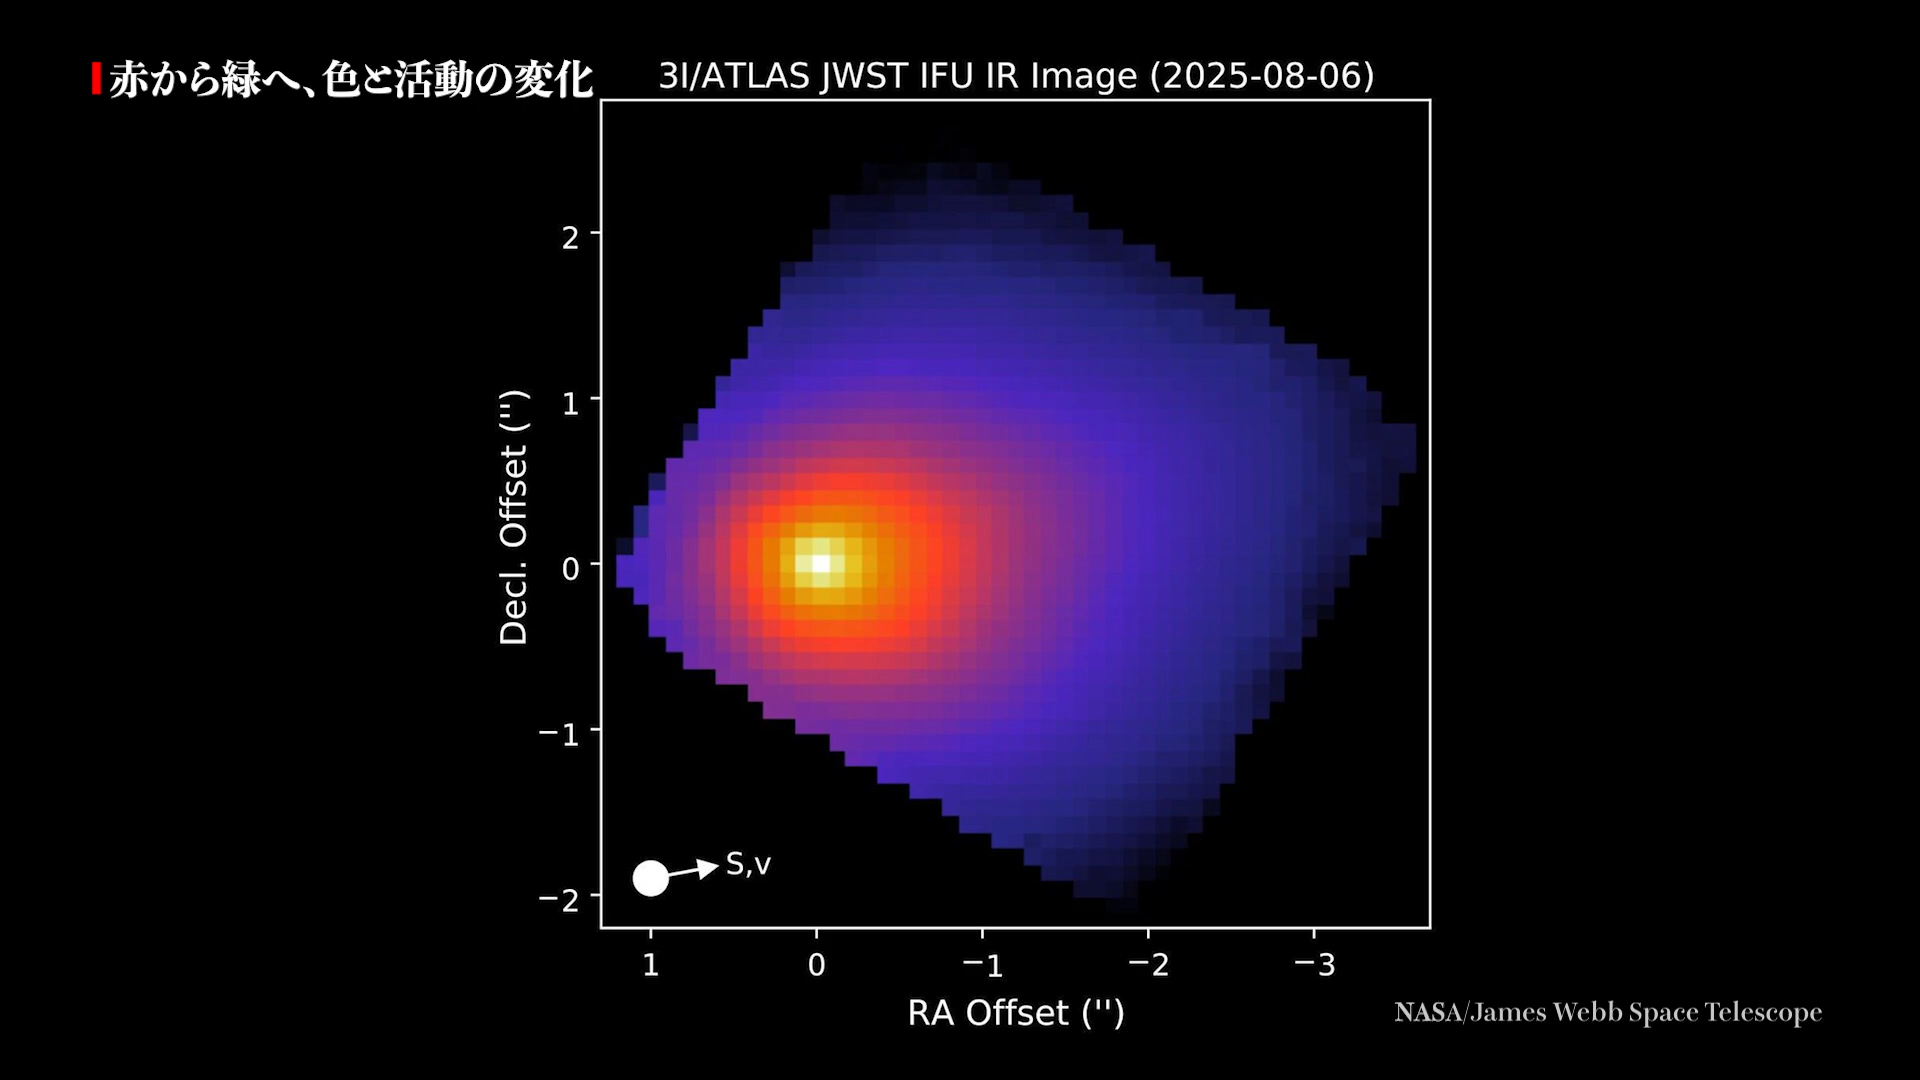 赤から緑へ、色と活動の変化
3I/ATLAS JWST IFU IR Image (2025-08-06)
Decl. Offset ('')
2
1
0
−1
−2
S,v
1
0
−1
−2
−3
RA Offset ('')
NASA/James Webb Space Telescope